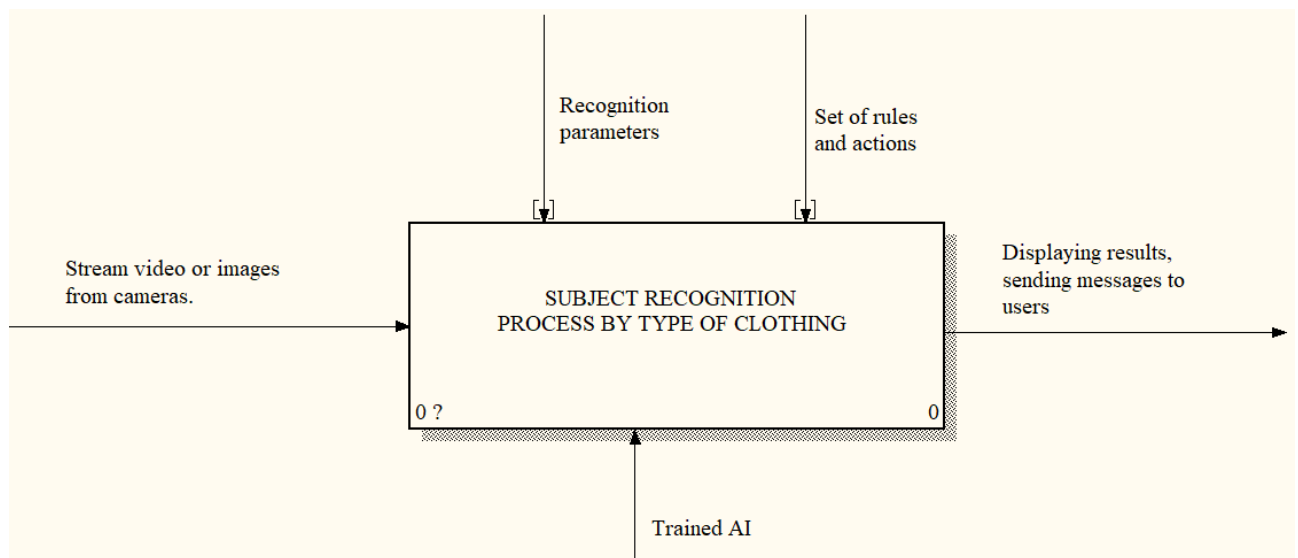 Recognition
parameters
Set of rules
and actions
Stream video or images
from cameras.
SUBJECT RECOGNITION
PROCESS BY TYPE OF CLOTHING
Displaying results,
sending messages to
users
0 ?
0
Trained AI